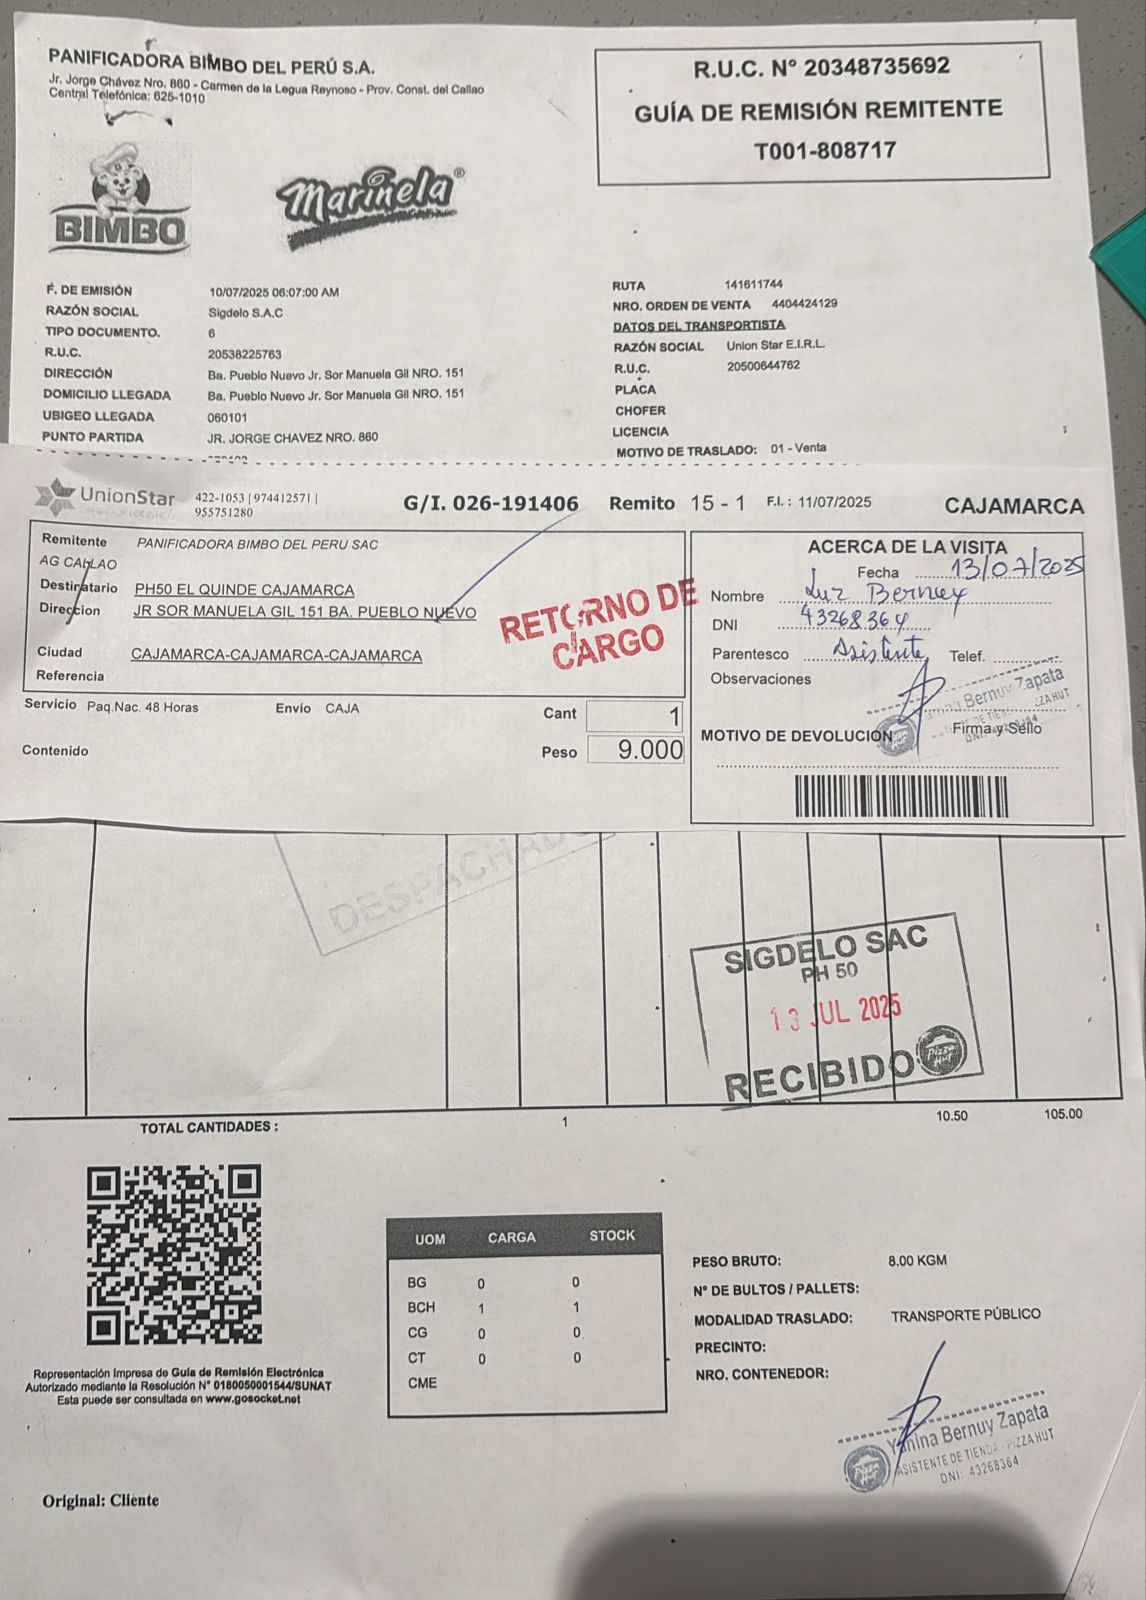 PANIFICADORA BIMBO DEL PERÚ S.A.
Jr. Jorge Chávez Nro. 860 - Carmen de la Legua Reynoso - Prov. Const. del Callao
Central Telefónica: 625-1010
R.U.C. N° 20348735692
GUÍA DE REMISIÓN REMITENTE
T001-808717
BIMBO
Marinela®
F. DE EMISIÓN 10/07/2025 06:07:00 AM
RAZÓN SOCIAL Sigdelo S.A.C
TIPO DOCUMENTO. 6
R.U.C. 20538225763
DIRECCIÓN Ba. Pueblo Nuevo Jr. Sor Manuela Gil NRO. 151
DOMICILIO LLEGADA Ba. Pueblo Nuevo Jr. Sor Manuela Gil NRO. 151
UBIGEO LLEGADA 060101
PUNTO PARTIDA JR. JORGE CHAVEZ NRO. 860
RUTA 141611744
NRO. ORDEN DE VENTA 4404424129
DATOS DEL TRANSPORTISTA
RAZÓN SOCIAL Union Star E.I.R.L.
R.U.C. 20500644762
PLACA
CHOFER
LICENCIA
MOTIVO DE TRASLADO: 01 - Venta
UnionStar
422-1053 | 974412571 |
955751280
G/I. 026-191406 Remito 15 - 1 F.I. : 11/07/2025 CAJAMARCA
Remitente PANIFICADORA BIMBO DEL PERU SAC
AG CALLAO
Destinatario PH50 EL QUINDE CAJAMARCA
Direccion JR SOR MANUELA GIL 151 BA. PUEBLO NUEVO
Ciudad CAJAMARCA-CAJAMARCA-CAJAMARCA
Referencia
RETORNO DE
CARGO
Servicio Paq.Nac. 48 Horas Envío CAJA
Cant 1
Contenido Peso 9.000
ACERCA DE LA VISITA
Fecha 13/07/2025
Nombre Luz Bernuy
DNI 43268364
Parentesco Asistente Telef.
Observaciones
Bernuy Zapata
Firma y Sello
MOTIVO DE DEVOLUCION
DESPACHADO
SIGDELO SAC
PH 50
13 JUL 2025
RECIBIDO
Pizza Hut
TOTAL CANTIDADES : 1 10.50 105.00
UOM CARGA STOCK
BG 0 0
BCH 1 1
CG 0 0
CT 0 0
CME
PESO BRUTO: 8.00 KGM
N° DE BULTOS / PALLETS:
MODALIDAD TRASLADO: TRANSPORTE PÚBLICO
PRECINTO:
NRO. CONTENEDOR:
Representación Impresa de Guía de Remisión Electrónica
Autorizado mediante la Resolución N° 0180050001544/SUNAT
Esta puede ser consultada en www.gosocket.net
Yanina Bernuy Zapata
ASISTENTE DE TIENDA - PIZZA HUT
DNI: 43268364
Original: Cliente